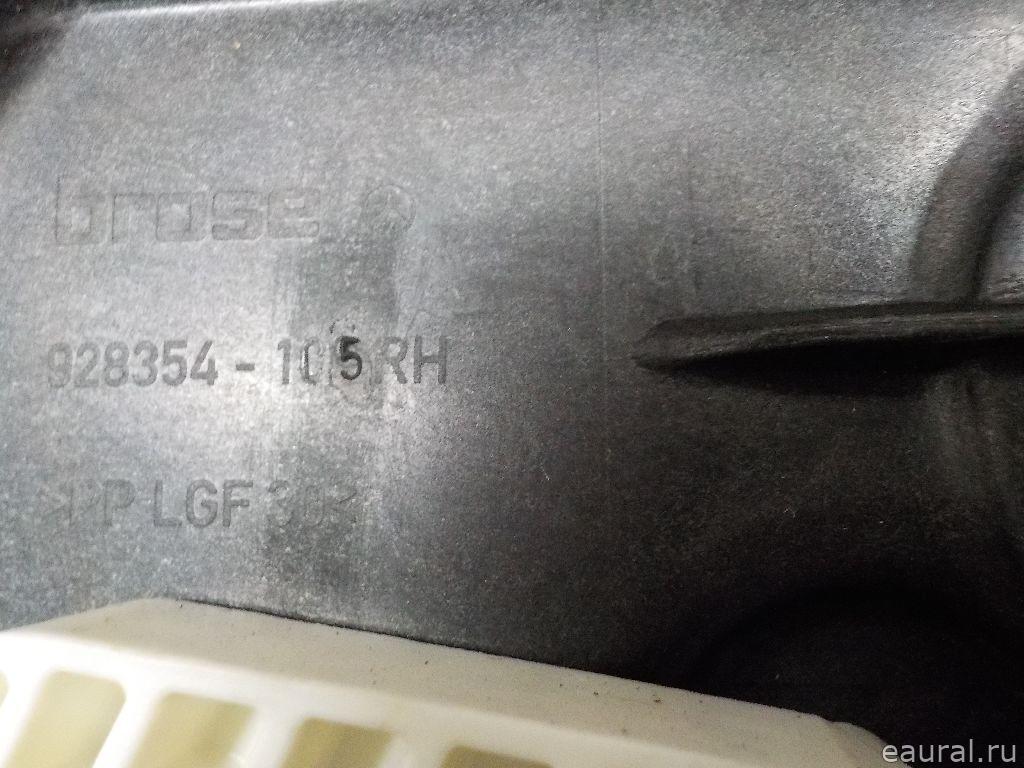 brose
928354-105 RH
>PP LGF 30<
eaural.ru